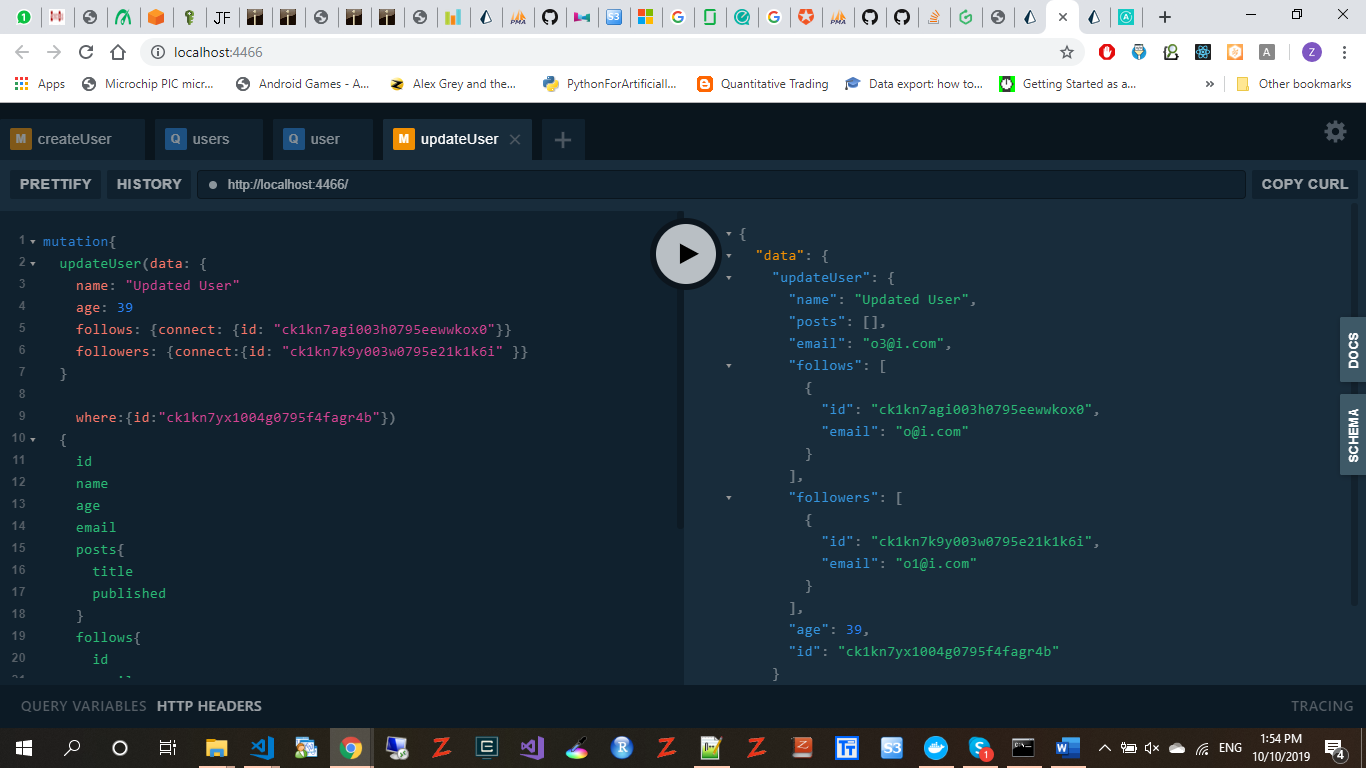 JF
localhost:4466
Apps
Microchip PIC micr...
Android Games - A...
Alex Grey and the...
PythonForArtificiall...
Quantitative Trading
Data export: how to...
Getting Started as a...
»
Other bookmarks
M createUser
Q users
Q user
M updateUser
PRETTIFY
HISTORY
http://localhost:4466/
COPY CURL
1 mutation{
2 updateUser(data: {
3 name: "Updated User"
4 age: 39
5 follows: {connect: {id: "ck1kn7agi003h0795eewwkox0"}}
6 followers: {connect:{id: "ck1kn7k9y003w0795e21k1k6i" }}
7 }
8
9 where:{id:"ck1kn7yx1004g0795f4fagr4b"})
10 {
11 id
12 name
13 age
14 email
15 posts{
16 title
17 published
18 }
19 follows{
20 id
{
"data": {
"updateUser": {
"name": "Updated User",
"posts": [],
"email": "o3@i.com",
"follows": [
{
"id": "ck1kn7agi003h0795eewwkox0",
"email": "o@i.com"
}
],
"followers": [
{
"id": "ck1kn7k9y003w0795e21k1k6i",
"email": "o1@i.com"
}
],
"age": 39,
"id": "ck1kn7yx1004g0795f4fagr4b"
}
DOCS
SCHEMA
QUERY VARIABLES
HTTP HEADERS
TRACING
ENG
1:54 PM
10/10/2019
4